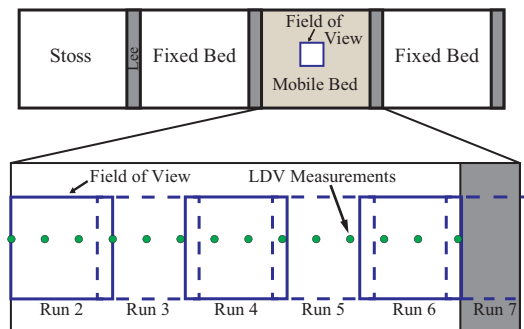 Stoss
Lee
Fixed Bed
Field of
View
Mobile Bed
Fixed Bed
Field of View
LDV Measurements
Run 2
Run 3
Run 4
Run 5
Run 6
Run 7